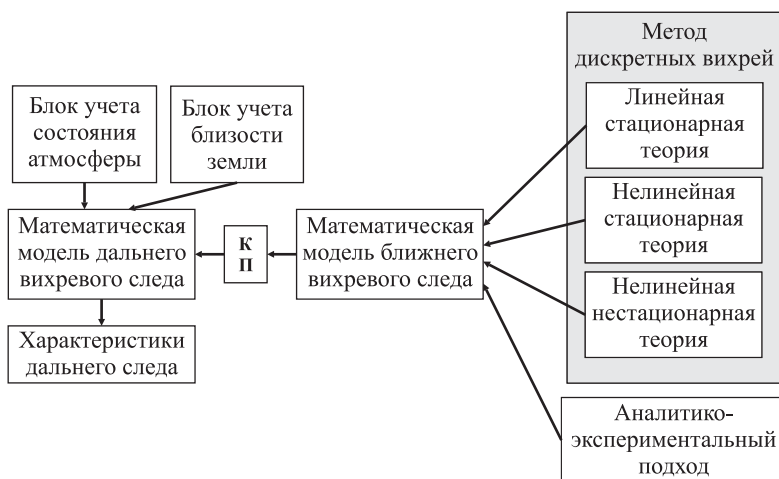 Метод
дискретных вихрей
Линейная
стационарная
теория
Нелинейная
стационарная
теория
Нелинейная
нестационарная
теория
Аналитико-
экспериментальный
подход
Блок учета
состояния
атмосферы
Блок учета
близости
земли
Математическая
модель дальнего
вихревого следа
К
П
Математическая
модель ближнего
вихревого следа
Характеристики
дальнего следа